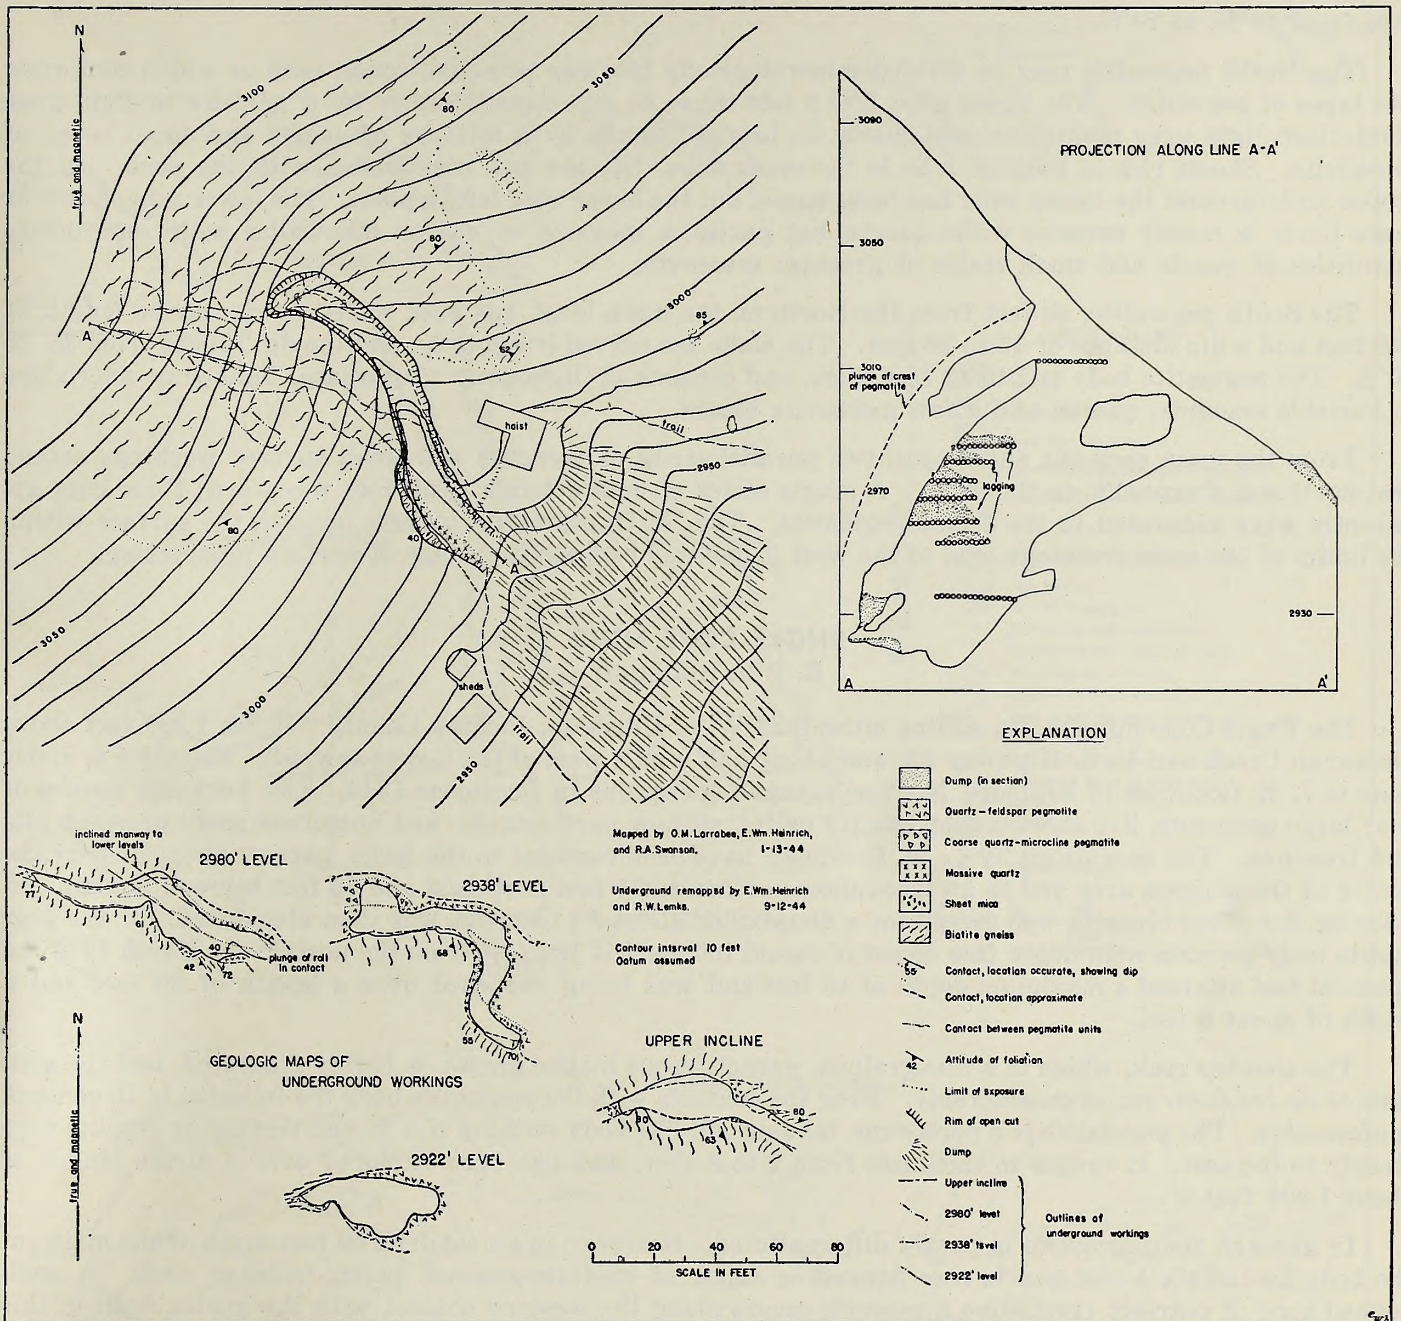 N
true and magnetic
3100
3050
80
80
3000
85
62
A
hoist
trail
2950
80
40
A'
3050
sheds
3000
trail
2950
PROJECTION ALONG LINE A-A'
3090
3050
3010
plunge of crest
of pegmatite
2970
lagging
2930
A
A'
inclined manway to
lower levels
2980' LEVEL
61
40
42
72
plunge of roll
in contact
2938' LEVEL
68
55
70
Mapped by O.M. Larrabee, E.Wm. Heinrich,
and R.A. Swanson. 1-13-44
Underground remapped by E.Wm. Heinrich
and R.W. Lemke. 9-12-44
Contour interval 10 feet
Datum assumed
N
true and magnetic
GEOLOGIC MAPS OF
UNDERGROUND WORKINGS
2922' LEVEL
UPPER INCLINE
80
63
80
0 20 40 60 80
SCALE IN FEET
EXPLANATION
Dump (in section)
Quartz-feldspar pegmatite
Coarse quartz-microcline pegmatite
Massive quartz
Sheet mica
Biotite gneiss
55
Contact, location accurate, showing dip
Contact, location approximate
Contact between pegmatite units
42
Attitude of foliation
Limit of exposure
Rim of open cut
Dump
Upper incline
2980' level
2938' level
2922' level
Outlines of
underground workings